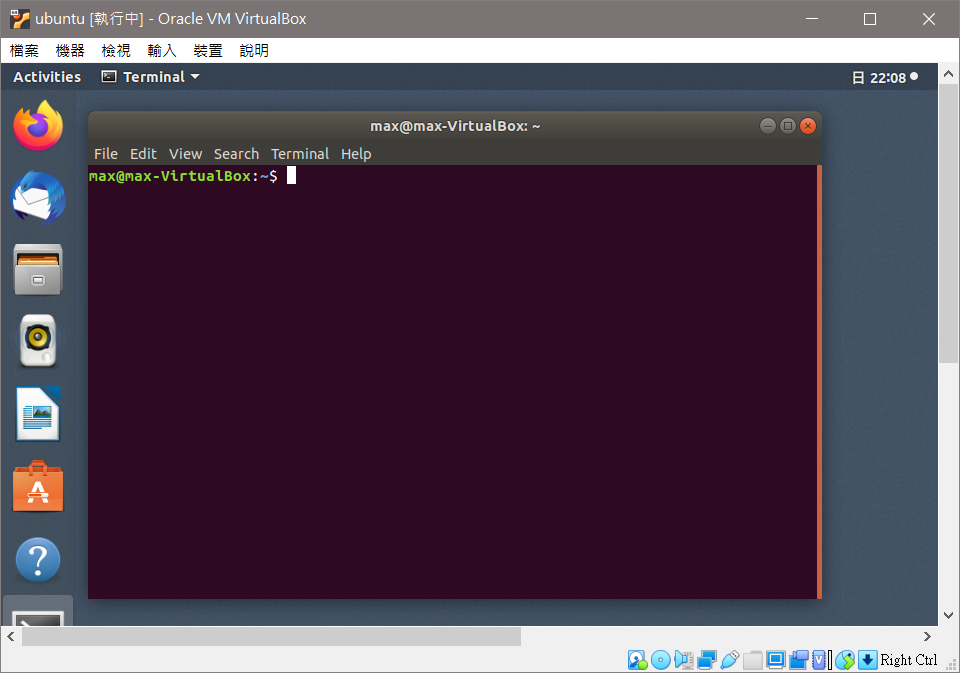 ubuntu [執行中] - Oracle VM VirtualBox
檔案 機器 檢視 輸入 裝置 說明
Activities Terminal 日 22:08
max@max-VirtualBox: ~
File Edit View Search Terminal Help
max@max-VirtualBox:~$
Right Ctrl